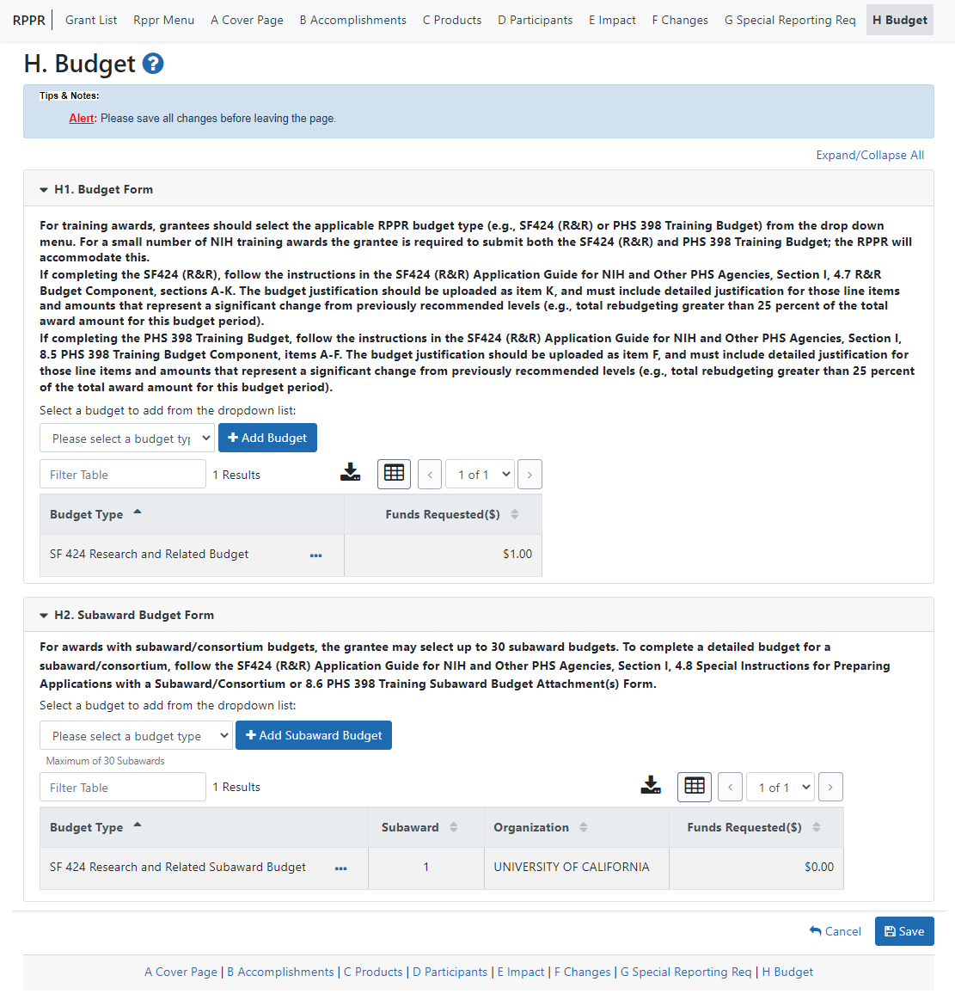 RPPR Grant List Rppr Menu A Cover Page B Accomplishments C Products D Participants E Impact F Changes G Special Reporting Req H Budget
H. Budget ?
Tips & Notes:
Alert: Please save all changes before leaving the page.
Expand/Collapse All
H1. Budget Form
For training awards, grantees should select the applicable RPPR budget type (e.g., SF424 (R&R) or PHS 398 Training Budget) from the drop down
menu. For a small number of NIH training awards the grantee is required to submit both the SF424 (R&R) and PHS 398 Training Budget; the RPPR will
accommodate this.
If completing the SF424 (R&R), follow the instructions in the SF424 (R&R) Application Guide for NIH and Other PHS Agencies, Section I, 4.7 R&R
Budget Component, sections A-K. The budget justification should be uploaded as item K, and must include detailed justification for those line items
and amounts that represent a significant change from previously recommended levels (e.g., total rebudgeting greater than 25 percent of the total
award amount for this budget period).
If completing the PHS 398 Training Budget, follow the instructions in the SF424 (R&R) Application Guide for NIH and Other PHS Agencies, Section I,
8.5 PHS 398 Training Budget Component, items A-F. The budget justification should be uploaded as item F, and must include detailed justification for
those line items and amounts that represent a significant change from previously recommended levels (e.g., total rebudgeting greater than 25 percent
of the total award amount for this budget period).
Select a budget to add from the dropdown list:
Please select a budget typ Add Budget
Filter Table 1 Results 1 of 1
Budget Type Funds Requested($)
SF 424 Research and Related Budget ••• $1.00
H2. Subaward Budget Form
For awards with subaward/consortium budgets, the grantee may select up to 30 subaward budgets. To complete a detailed budget for a
subaward/consortium, follow the SF424 (R&R) Application Guide for NIH and Other PHS Agencies, Section I, 4.8 Special Instructions for Preparing
Applications with a Subaward/Consortium or 8.6 PHS 398 Training Subaward Budget Attachment(s) Form.
Select a budget to add from the dropdown list:
Please select a budget type Add Subaward Budget
Maximum of 30 Subawards
Filter Table 1 Results 1 of 1
Budget Type Subaward Organization Funds Requested($)
SF 424 Research and Related Subaward Budget ••• 1 UNIVERSITY OF CALIFORNIA $0.00
Cancel Save
A Cover Page | B Accomplishments | C Products | D Participants | E Impact | F Changes | G Special Reporting Req | H Budget